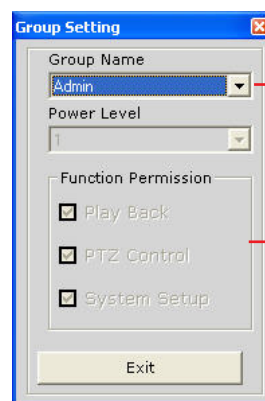 Group Setting
Group Name
Admin
Power Level
1
Function Permission
Play Back
PTZ Control
System Setup
Exit